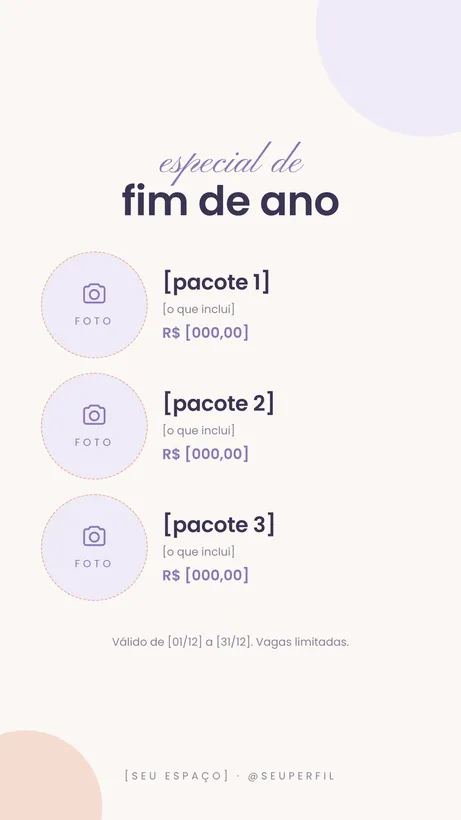 especial de
fim de ano
FOTO
[pacote 1]
[o que inclui]
R$ [000,00]
FOTO
[pacote 2]
[o que inclui]
R$ [000,00]
FOTO
[pacote 3]
[o que inclui]
R$ [000,00]
Válido de [01/12] a [31/12]. Vagas limitadas.
[SEU ESPAÇO] · @SEUPERFIL